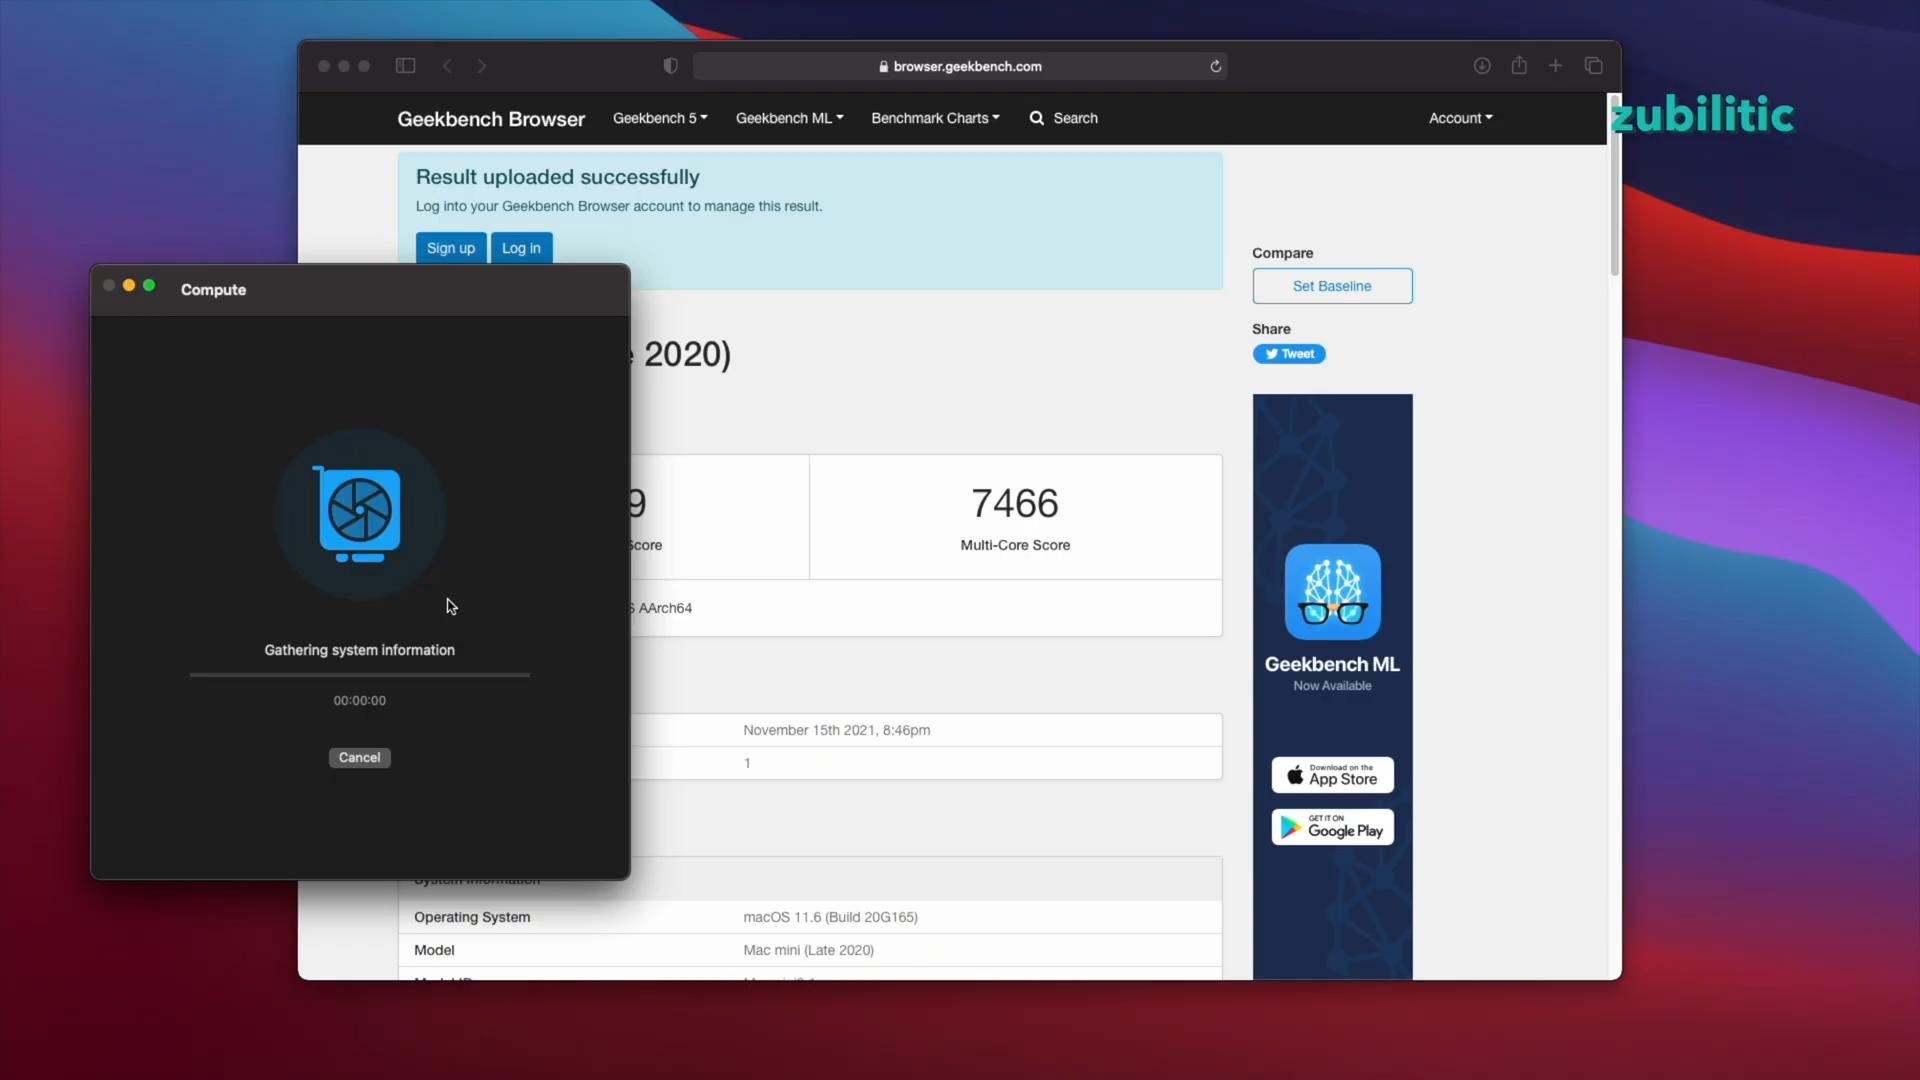 browser.geekbench.com
Geekbench Browser
Geekbench 5
Geekbench ML
Benchmark Charts
Search
Account
zubilitic
Result uploaded successfully
Log into your Geekbench Browser account to manage this result.
Sign up
Log in
Compare
Set Baseline
Share
Tweet
Compute
Gathering system information
00:00:00
Cancel
2020)
9
score
7466
Multi-Core Score
AArch64
November 15th 2021, 8:46pm
1
System Information
Operating System
macOS 11.6 (Build 20G165)
Model
Mac mini (Late 2020)
Geekbench ML
Now Available
Download on the
App Store
GET IT ON
Google Play